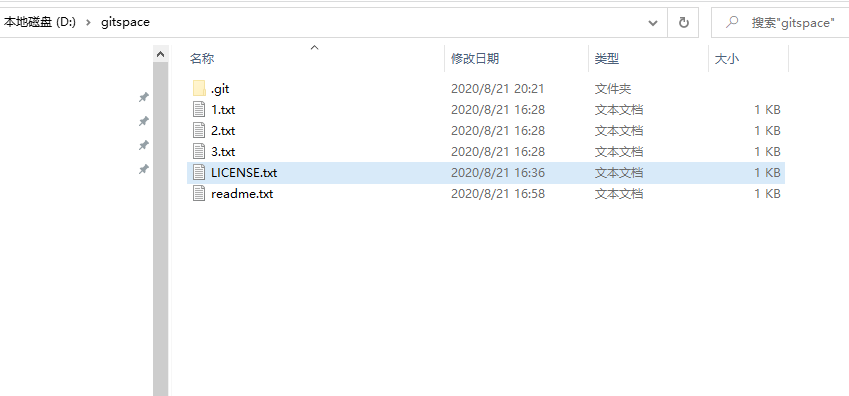 本地磁盘 (D:) › gitspace 搜索"gitspace"
名称 修改日期 类型 大小
.git 2020/8/21 20:21 文件夹
1.txt 2020/8/21 16:28 文本文档 1 KB
2.txt 2020/8/21 16:28 文本文档 1 KB
3.txt 2020/8/21 16:28 文本文档 1 KB
LICENSE.txt 2020/8/21 16:36 文本文档 1 KB
readme.txt 2020/8/21 16:58 文本文档 1 KB